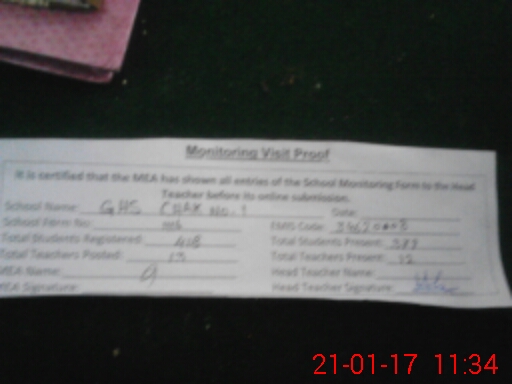 Monitoring Visit Proof
It is certified that the MEA has shown all entries of the School Monitoring Form to the Head
Teacher before its online submission.
School Name: GHS CHAK NO. 1 Date:
School Form No: EMIS Code:
Total Students Registered: 418 Total Students Present:
Total Teachers Posted: 13 Total Teachers Present: 12
MEA Name: Head Teacher Name:
MEA Signature: Head Teacher Signature:
21-01-17 11:34